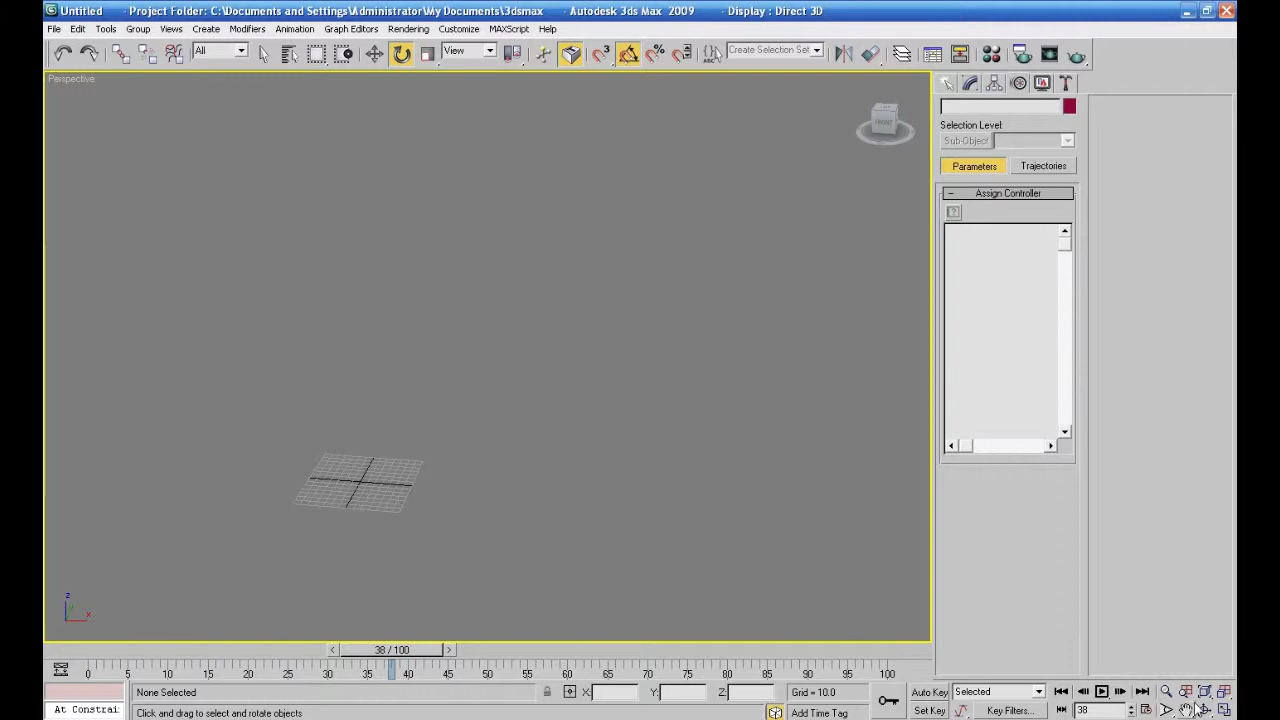 Untitled - Project Folder: C:\Documents and Settings\Administrator\My Documents\3dsmax - Autodesk 3ds Max 2009 - Display : Direct 3D
File Edit Tools Group Views Create Modifiers Animation Graph Editors Rendering Customize MAXScript Help
All View 3 Create Selection Set
Perspective
FRONT
Selection Level:
Sub-Object
Parameters Trajectories
- Assign Controller
?
z
x
< 38 / 100 >
0 5 10 15 20 25 30 35 40 45 50 55 60 65 70 75 80 85 90 95 100
None Selected X: Y: Z: Grid = 10.0 Auto Key Selected
At Constrai Click and drag to select and rotate objects Add Time Tag Set Key Key Filters... 38